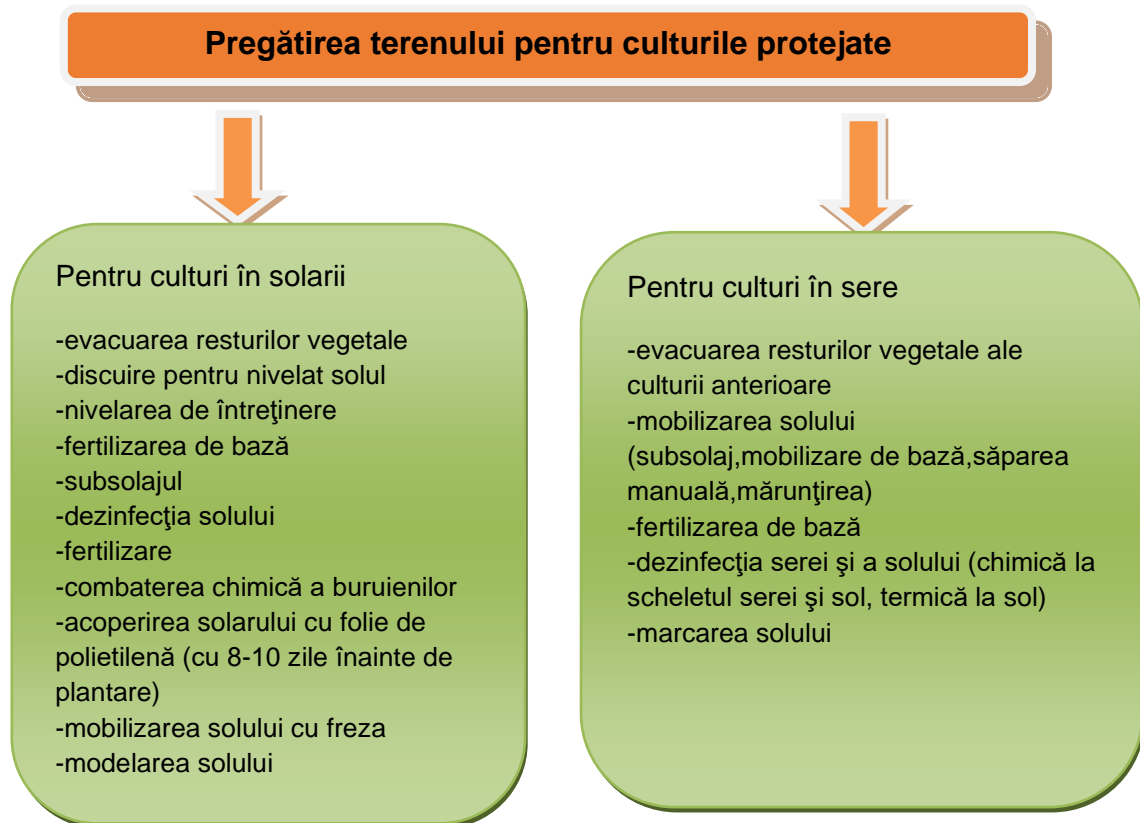 Pregătirea terenului pentru culturile protejate
Pentru culturi în solarii
-evacuarea resturilor vegetale
-discuire pentru nivelat solul
-nivelarea de întreţinere
-fertilizarea de bază
-subsolajul
-dezinfecţia solului
-fertilizare
-combaterea chimică a buruienilor
-acoperirea solarului cu folie de
polietilenă (cu 8-10 zile înainte de
plantare)
-mobilizarea solului cu freza
-modelarea solului
Pentru culturi în sere
-evacuarea resturilor vegetale ale
culturii anterioare
-mobilizarea solului
(subsolaj,mobilizare de bază,săparea
manuală,mărunţirea)
-fertilizarea de bază
-dezinfecţia serei şi a solului (chimică la
scheletul serei şi sol, termică la sol)
-marcarea solului